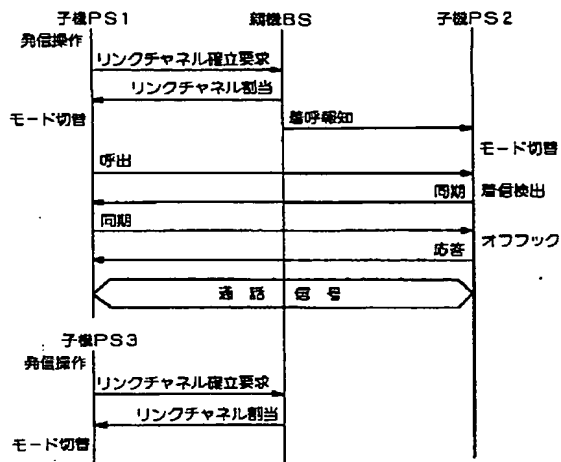 子機PS1 親機BS 子機PS2
発信操作
リンクチャネル確立要求
リンクチャネル割当
モード切替 着呼報知
モード切替
呼出
同期 着信検出
同期
オフフック
応答
通話信号
子機PS3
発信操作
リンクチャネル確立要求
リンクチャネル割当
モード切替